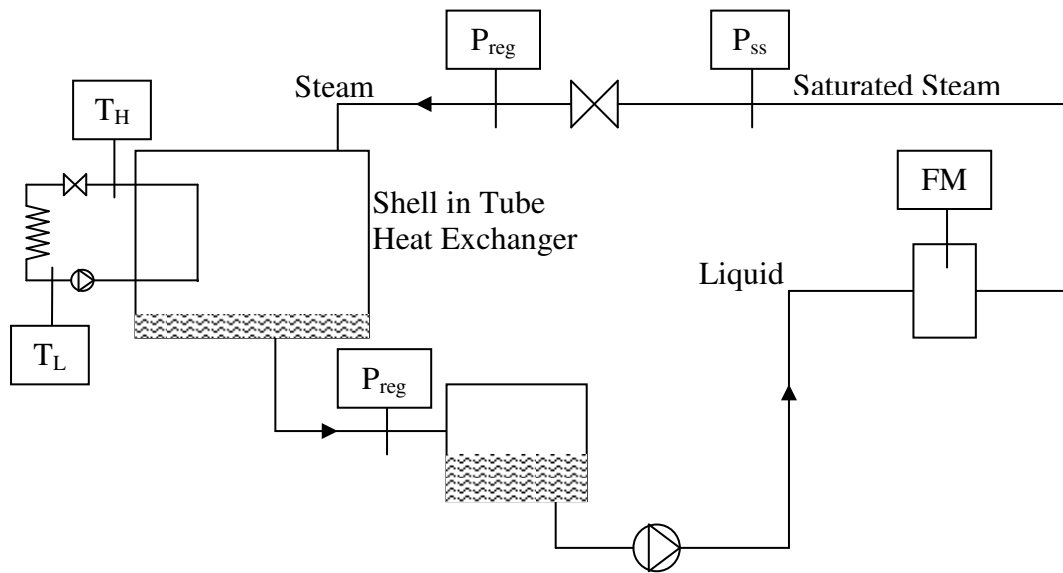 P_reg
P_ss
Steam
Saturated Steam
T_H
FM
Shell in Tube
Heat Exchanger
Liquid
T_L
P_reg